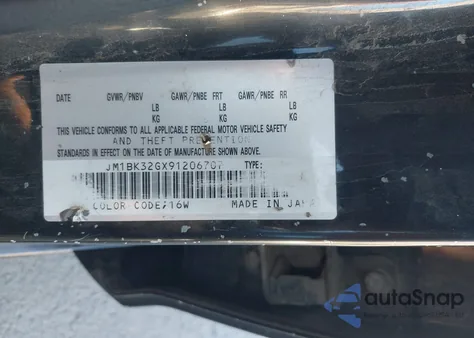 DATE GVWR/PNBV GAWR/PNBE FRT GAWR/PNBE RR
LB LB LB
KG KG KG
THIS VEHICLE CONFORMS TO ALL APPLICABLE FEDERAL MOTOR VEHICLE SAFETY
AND THEFT PREVENTION
STANDARDS IN EFFECT ON THE DATE OF MANUFACTURE SHOWN ABOVE.
JM1BK32GX91206707 TYPE:
COLOR CODE;16W MADE IN JAPA
autoSnap